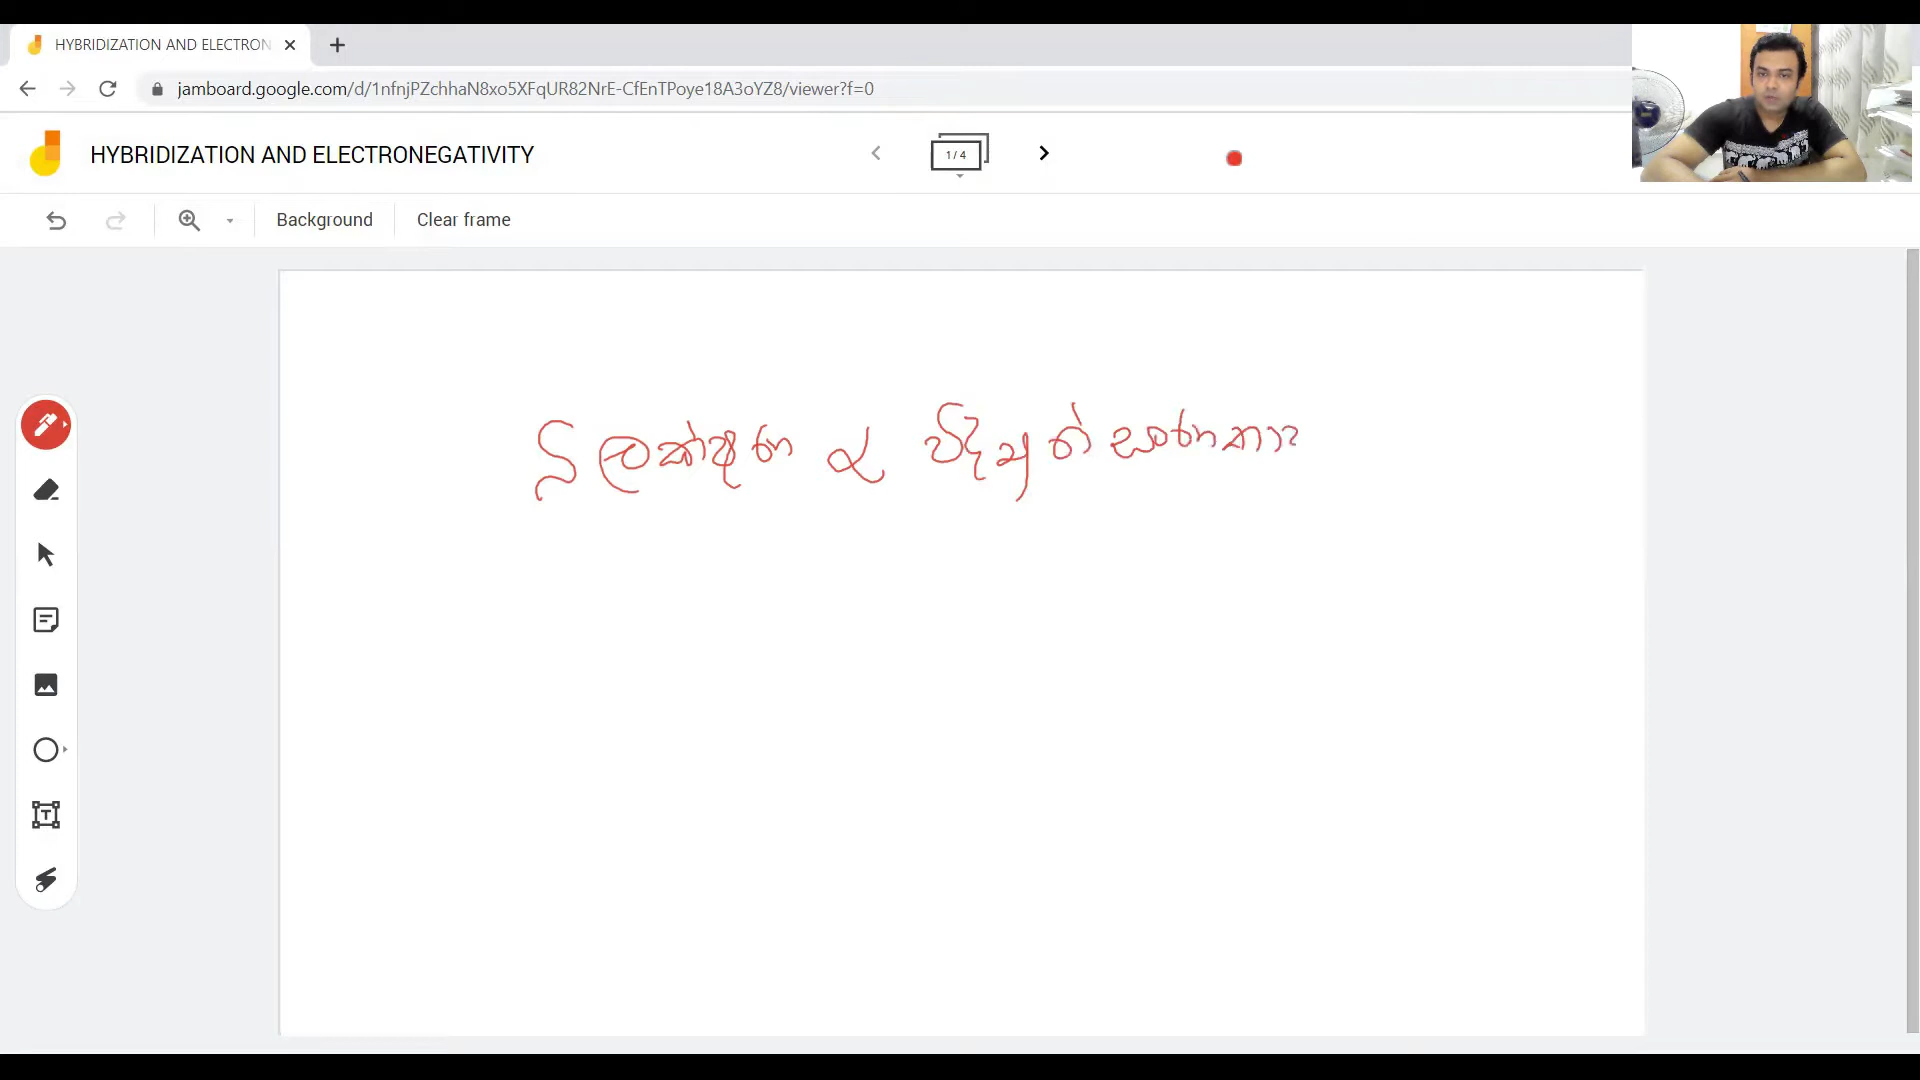 HYBRIDIZATION AND ELECTRON
jamboard.google.com/d/1nfnjPZchhaN8xo5XFqUR82NrE-CfEnTPoye18A3oYZ8/viewer?f=0
HYBRIDIZATION AND ELECTRONEGATIVITY
1 / 4
Background
Clear frame
විද්‍යුත් සෘණතාව